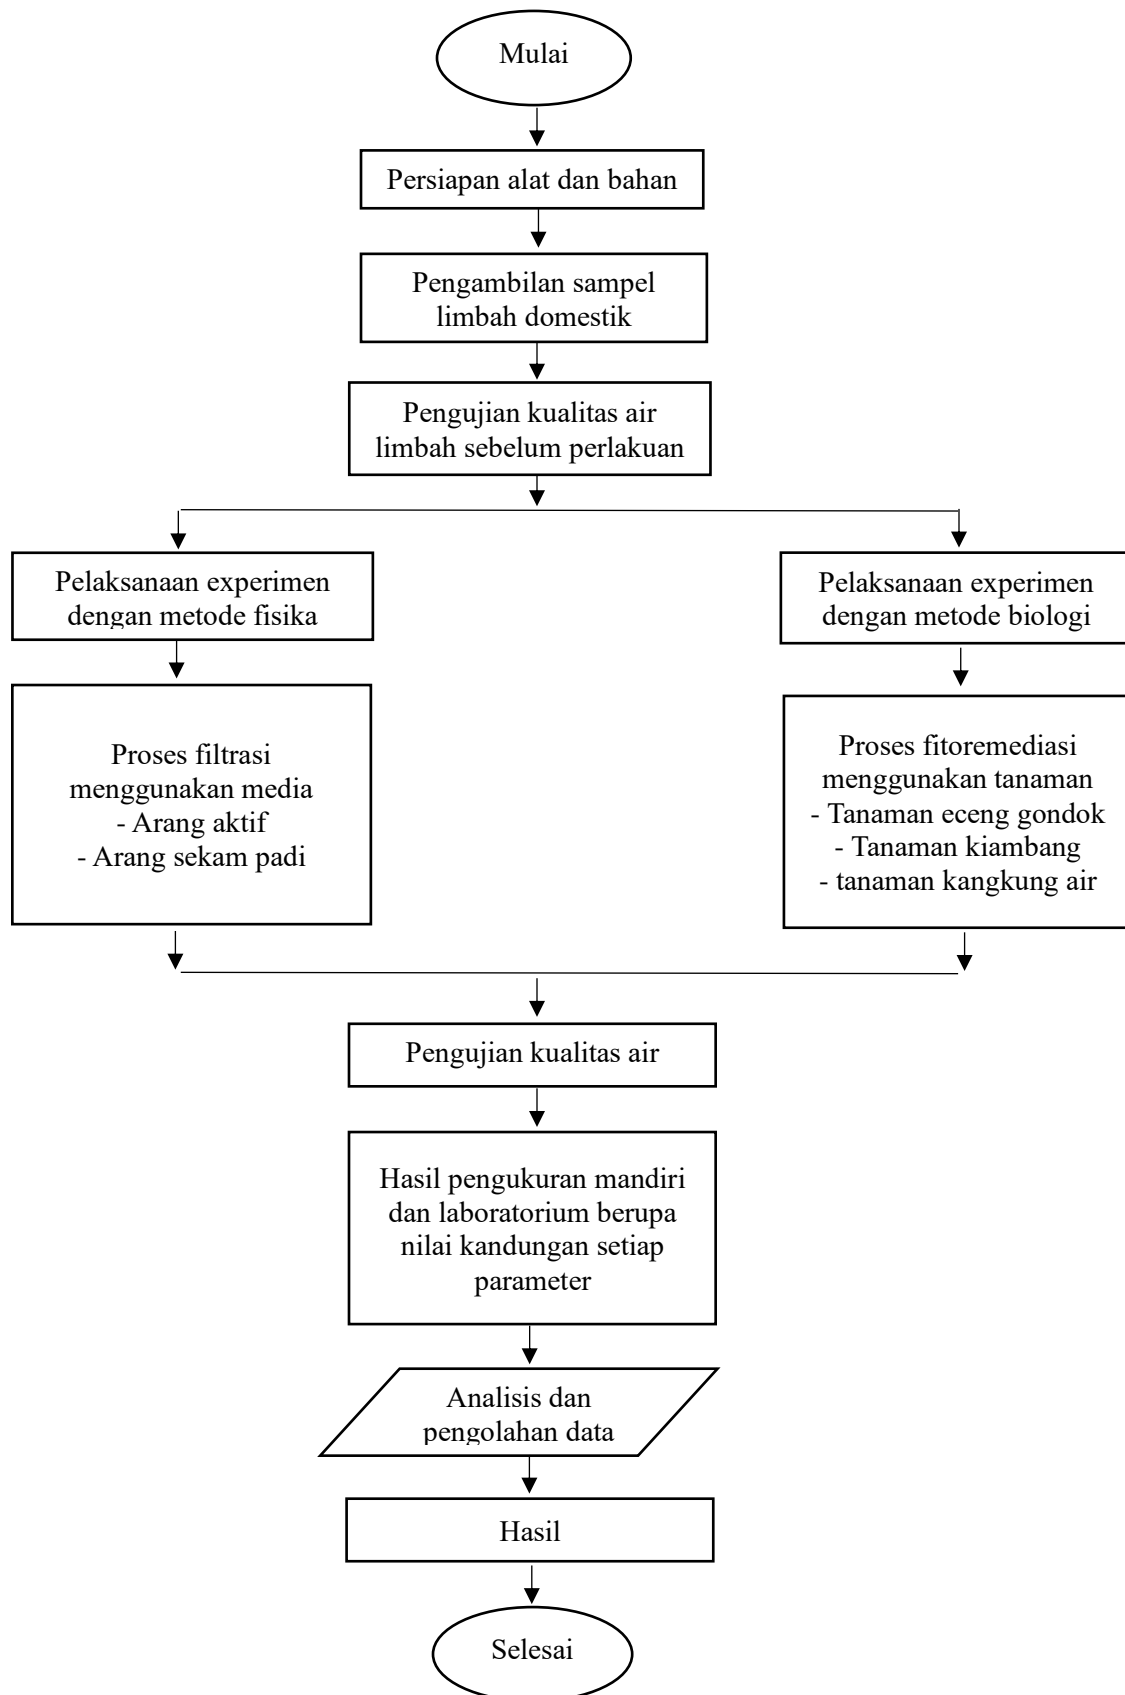 Mulai
Persiapan alat dan bahan
Pengambilan sampel
limbah domestik
Pengujian kualitas air
limbah sebelum perlakuan
Pelaksanaan experimen
dengan metode fisika
Pelaksanaan experimen
dengan metode biologi
Proses filtrasi
menggunakan media
- Arang aktif
- Arang sekam padi
Proses fitoremediasi
menggunakan tanaman
- Tanaman eceng gondok
- Tanaman kiambang
- tanaman kangkung air
Pengujian kualitas air
Hasil pengukuran mandiri
dan laboratorium berupa
nilai kandungan setiap
parameter
Analisis dan
pengolahan data
Hasil
Selesai